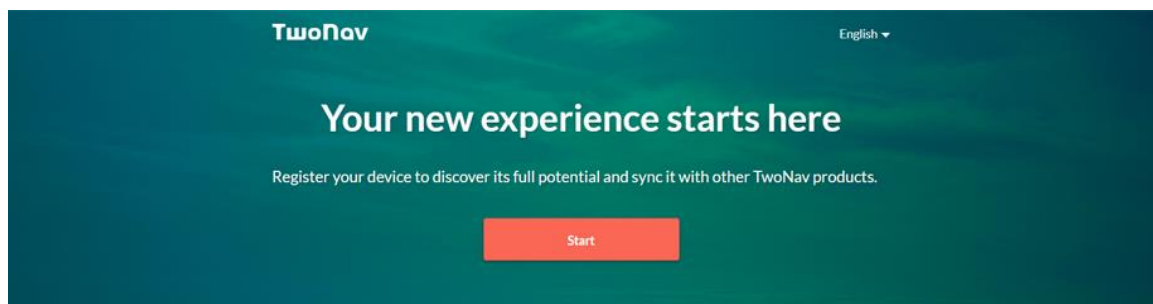 TwoNav
English
Your new experience starts here
Register your device to discover its full potential and sync it with other TwoNav products.
Start